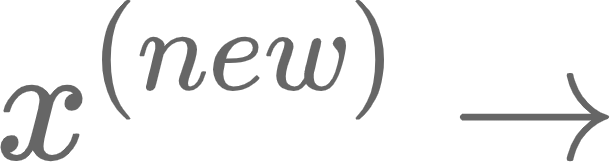 x^{(new)} →